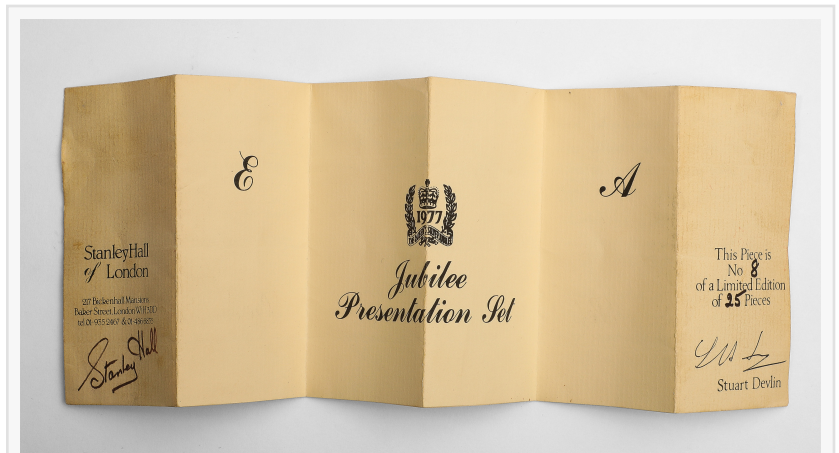 Stanley Hall
of London
Baker Street, London
Stanley Hall
E
1977
Jubilee
Presentation Set
A
This Piece is
No 8
of a Limited Edition
of 25 Pieces
Stuart Devlin